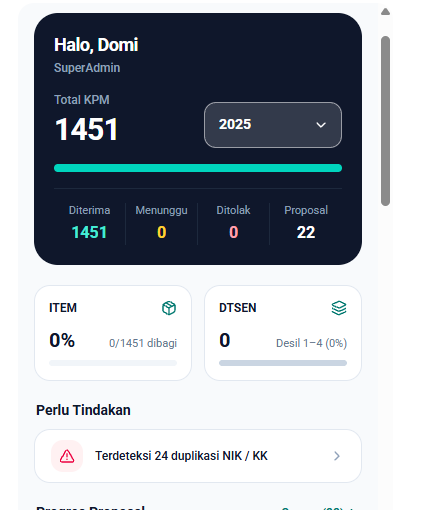 Halo, Domi
SuperAdmin
Total KPM
1451
2025
Diterima Menunggu Ditolak Proposal
1451 0 0 22
ITEM
0% 0/1451 dibagi
DTSEN
0 Desil 1–4 (0%)
Perlu Tindakan
Terdeteksi 24 duplikasi NIK / KK